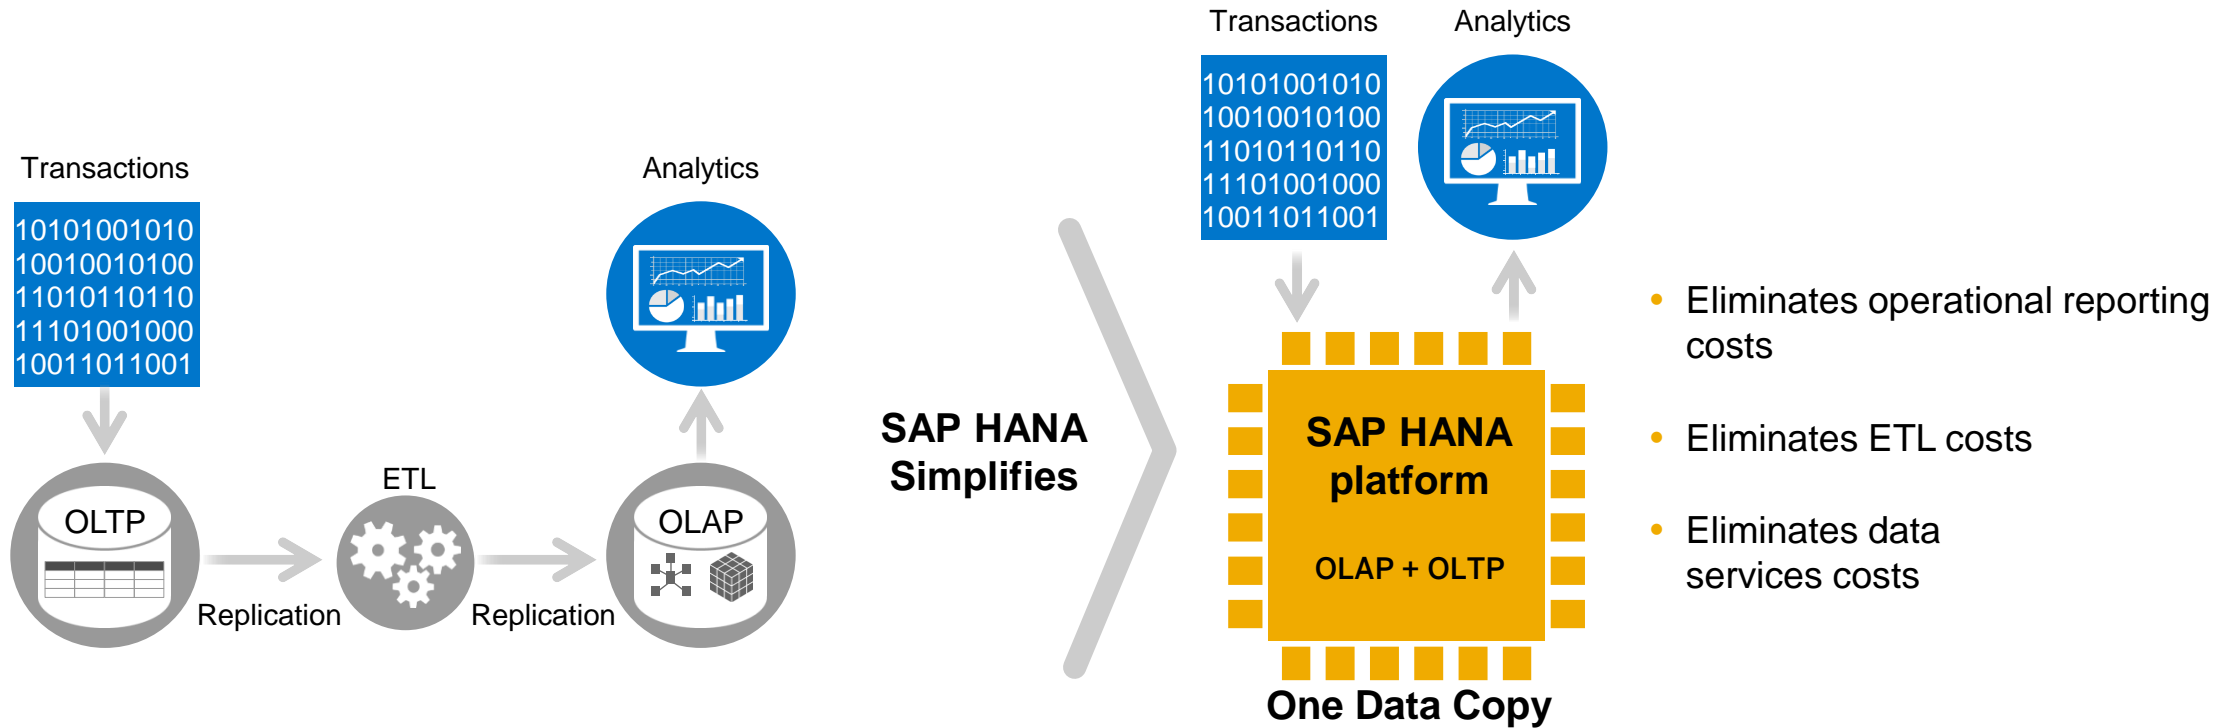 Transactions
10101001010
10010010100
11010110110
11101001000
10011011001
OLTP
Replication
ETL
Replication
OLAP
Analytics
SAP HANA
Simplifies
Transactions
10101001010
10010010100
11010110110
11101001000
10011011001
Analytics
SAP HANA
platform
OLAP + OLTP
One Data Copy
• Eliminates operational reporting
costs
• Eliminates ETL costs
• Eliminates data
services costs